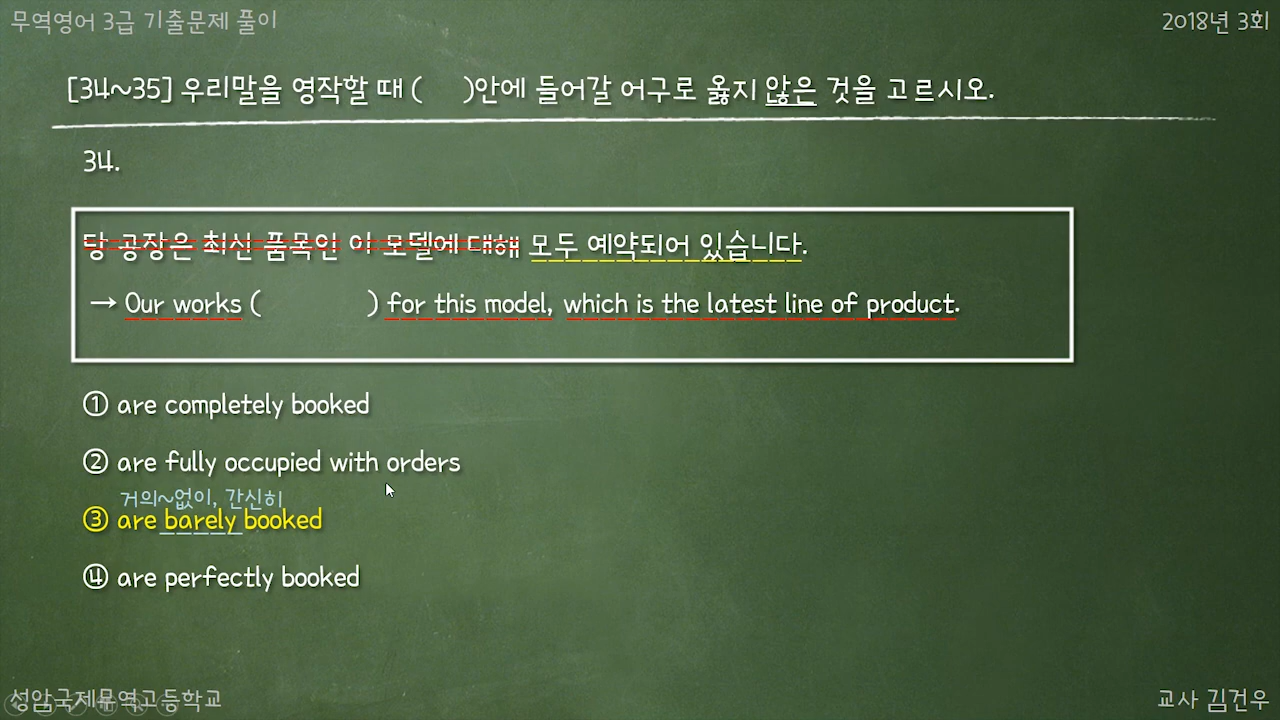 무역영어 3급 기출문제 풀이
2018년 3회
[34~35] 우리말을 영작할 때 ( )안에 들어갈 어구로 옳지 않은 것을 고르시오.
34.
당 공장은 최신 품목인 이 모델에 대해 모두 예약되어 있습니다.
→ Our works ( ) for this model, which is the latest line of product.
① are completely booked
② are fully occupied with orders
거의~없이, 간신히
③ are barely booked
④ are perfectly booked
성암국제무역고등학교
교사 김건우